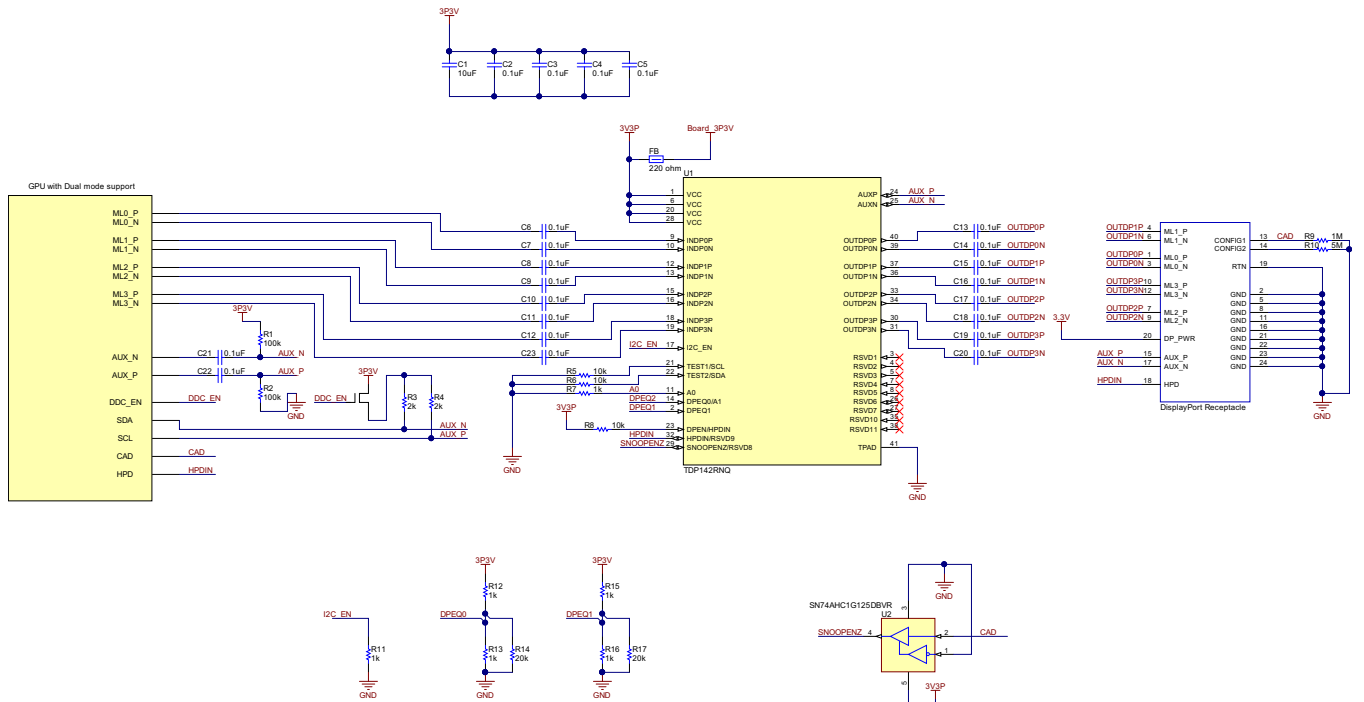 3P3V
C1
10uF
C2
0.1uF
C3
0.1uF
C4
0.1uF
C5
0.1uF
3V3P
Board_3P3V
FB
220 ohm
GPU with Dual mode support
ML0_P
ML0_N
ML1_P
ML1_N
ML2_P
ML2_N
ML3_P
ML3_N
AUX_N
AUX_P
DDC_EN
SDA
SCL
CAD
HPD
3P3V
R1
100k
C21 0.1uF AUX_N
C22 0.1uF AUX_P
R2
100k
GND
DDC_EN
CAD
HPDIN
3P3V
DDC_EN
R3
2k
R4
2k
AUX_N
AUX_P
C6 0.1uF
C7 0.1uF
C8 0.1uF
C9 0.1uF
C10 0.1uF
C11 0.1uF
C12 0.1uF
C23 0.1uF
I2C_EN
R5 10k
R6 10k
R7 1k A0
DPEQ2
DPEQ1
3V3P
R8 10k
HPDIN
SNOOPENZ
GND
U1
1 VCC
6 VCC
20 VCC
28 VCC
9 INDP0P
10 INDP0N
12 INDP1P
13 INDP1N
15 INDP2P
16 INDP2N
18 INDP3P
19 INDP3N
17 I2C_EN
21 TEST1/SCL
22 TEST2/SDA
11 A0
14 DPEQ0/A1
2 DPEQ1
23 DPEN/HPDIN
32 HPDIN/RSVD9
29 SNOOPENZ/RSVD8
TDP142RNQ
AUXP 24 AUX_P
AUXN 25 AUX_N
OUTDP0P 40
OUTDP0N 39
OUTDP1P 37
OUTDP1N 36
OUTDP2P 33
OUTDP2N 34
OUTDP3P 30
OUTDP3N 31
RSVD1 3
RSVD2 4
RSVD3 5
RSVD4 7
RSVD5 8
RSVD6
RSVD7
RSVD10
RSVD11
TPAD 41
GND
C13 0.1uF OUTDP0P
C14 0.1uF OUTDP0N
C15 0.1uF OUTDP1P
C16 0.1uF OUTDP1N
C17 0.1uF OUTDP2P
C18 0.1uF OUTDP2N
C19 0.1uF OUTDP3P
C20 0.1uF OUTDP3N
3.3V
OUTDP1P 4 ML1_P
OUTDP1N 6 ML1_N
OUTDP0P 1 ML0_P
OUTDP0N 3 ML0_N
OUTDP3P 10 ML3_P
OUTDP3N 12 ML3_N
OUTDP2P 7 ML2_P
OUTDP2N 9 ML2_N
20 DP_PWR
AUX_P 15 AUX_P
AUX_N 17 AUX_N
HPDIN 18 HPD
DisplayPort Receptacle
CONFIG1 13 CAD R9 1M
CONFIG2 14 R10 5M
RTN 19
GND 2
GND 5
GND 8
GND 11
GND 16
GND 21
GND 22
GND 23
GND 24
GND
I2C_EN
R11
1k
GND
3P3V
R12
1k
DPEQ0
R13
1k
R14
20k
GND
3P3V
R15
1k
DPEQ1
R16
1k
R17
20k
GND
GND
SN74AHC1G125DBVR
U2
3
SNOOPENZ 4
2 CAD
1
5
3V3P